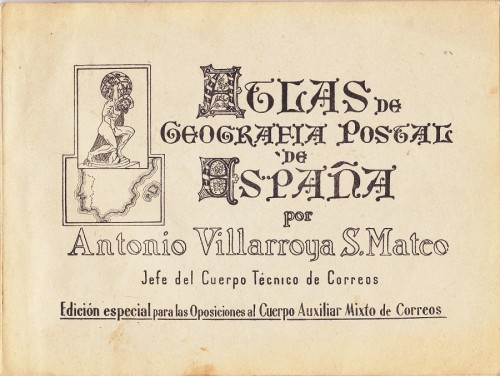 ATLAS DE
GEOGRAFIA POSTAL
DE
ESPAÑA
por
Antonio Villarroya S. Mateo
Jefe del Cuerpo Técnico de Correos
Edición especial para las Oposiciones al Cuerpo Auxiliar Mixto de Correos